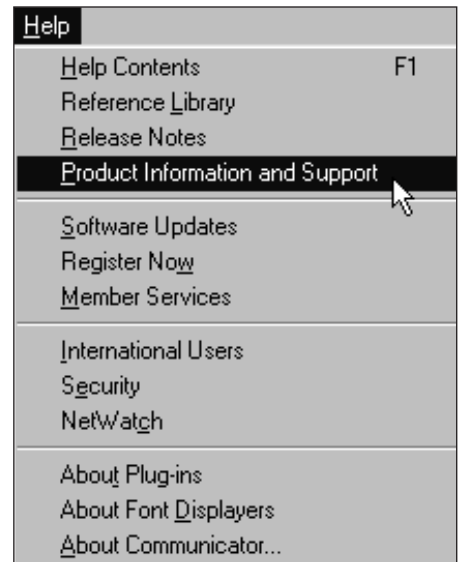 Help
Help Contents F1
Reference Library
Release Notes
Product Information and Support
Software Updates
Register Now
Member Services
International Users
Security
NetWatch
About Plug-ins
About Font Displayers
About Communicator...